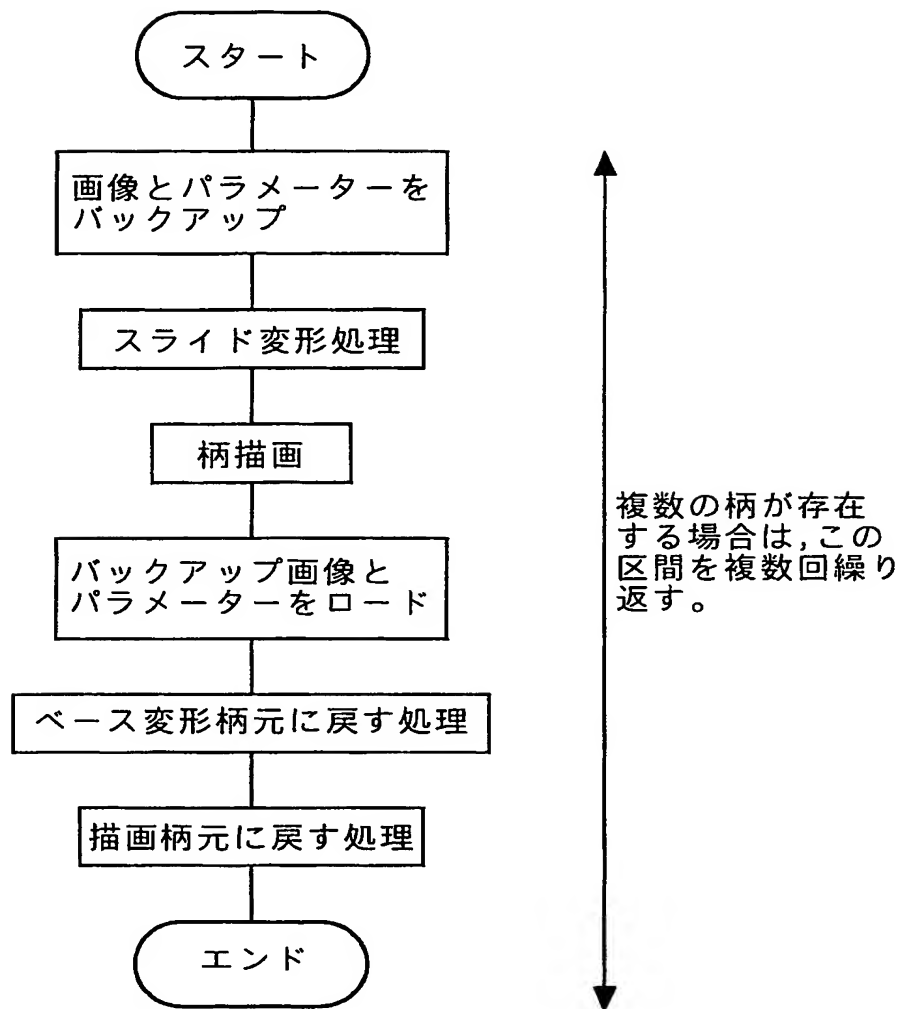 スタート
画像とパラメーターを
バックアップ
スライド変形処理
柄描画
バックアップ画像と
パラメーターをロード
ベース変形柄元に戻す処理
描画柄元に戻す処理
エンド
複数の柄が存在
する場合は,この
区間を複数回繰り
返す。